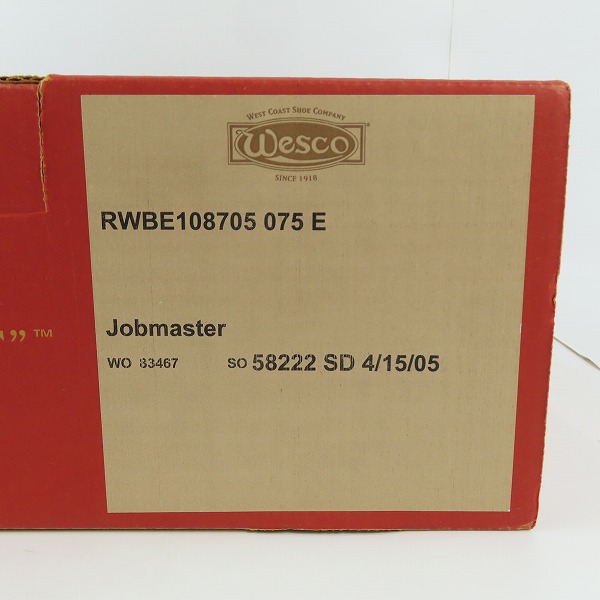 WEST COAST SHOE COMPANY
Wesco®
SINCE 1918
RWBE108705 075 E
” ™
Jobmaster
WO 83467 SO 58222 SD 4/15/05